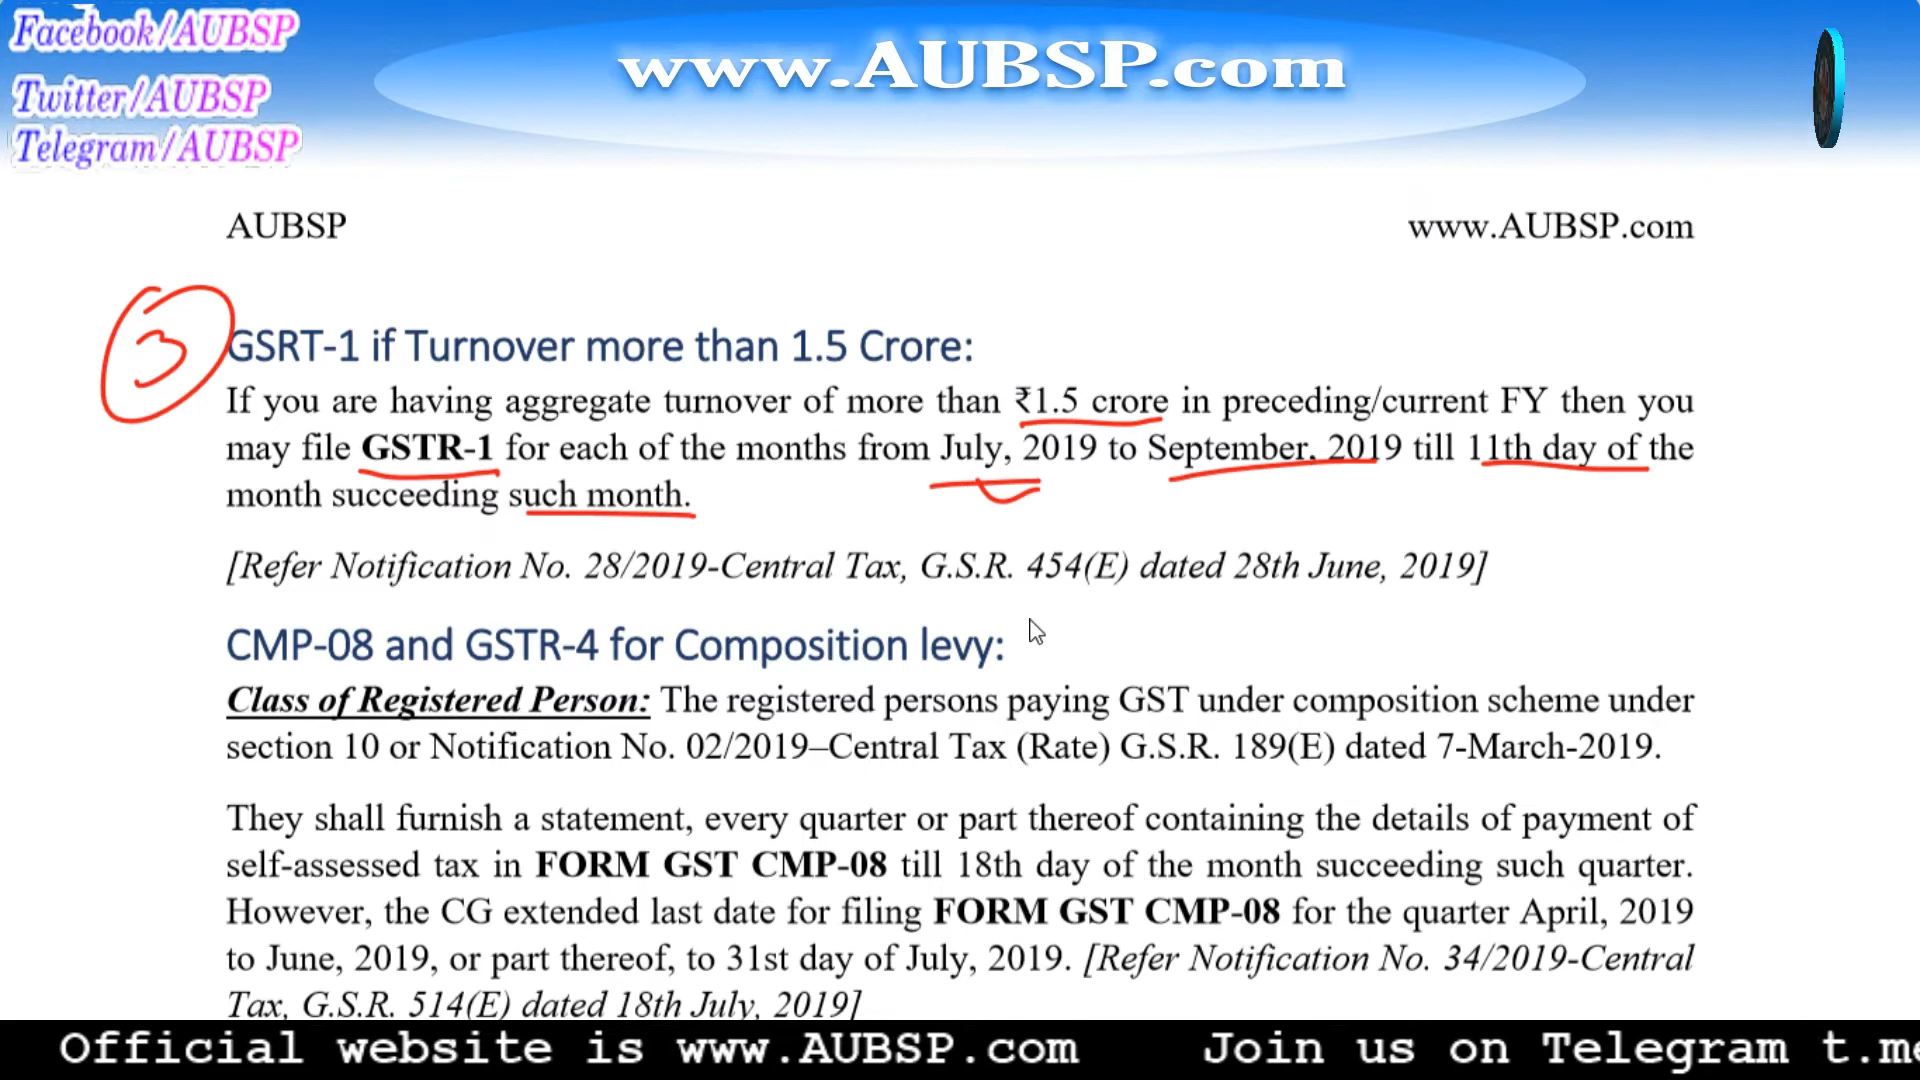 Facebook/AUBSP
Twitter/AUBSP
Telegram/AUBSP
www.AUBSP.com
AUBSP www.AUBSP.com
3
GSRT-1 if Turnover more than 1.5 Crore:
If you are having aggregate turnover of more than ₹1.5 crore in preceding/current FY then you
may file GSTR-1 for each of the months from July, 2019 to September, 2019 till 11th day of the
month succeeding such month.
[Refer Notification No. 28/2019-Central Tax, G.S.R. 454(E) dated 28th June, 2019]
CMP-08 and GSTR-4 for Composition levy:
Class of Registered Person: The registered persons paying GST under composition scheme under
section 10 or Notification No. 02/2019–Central Tax (Rate) G.S.R. 189(E) dated 7-March-2019.
They shall furnish a statement, every quarter or part thereof containing the details of payment of
self-assessed tax in FORM GST CMP-08 till 18th day of the month succeeding such quarter.
However, the CG extended last date for filing FORM GST CMP-08 for the quarter April, 2019
to June, 2019, or part thereof, to 31st day of July, 2019. [Refer Notification No. 34/2019-Central
Tax, G.S.R. 514(E) dated 18th July, 2019]
Official website is www.AUBSP.com Join us on Telegram t.me